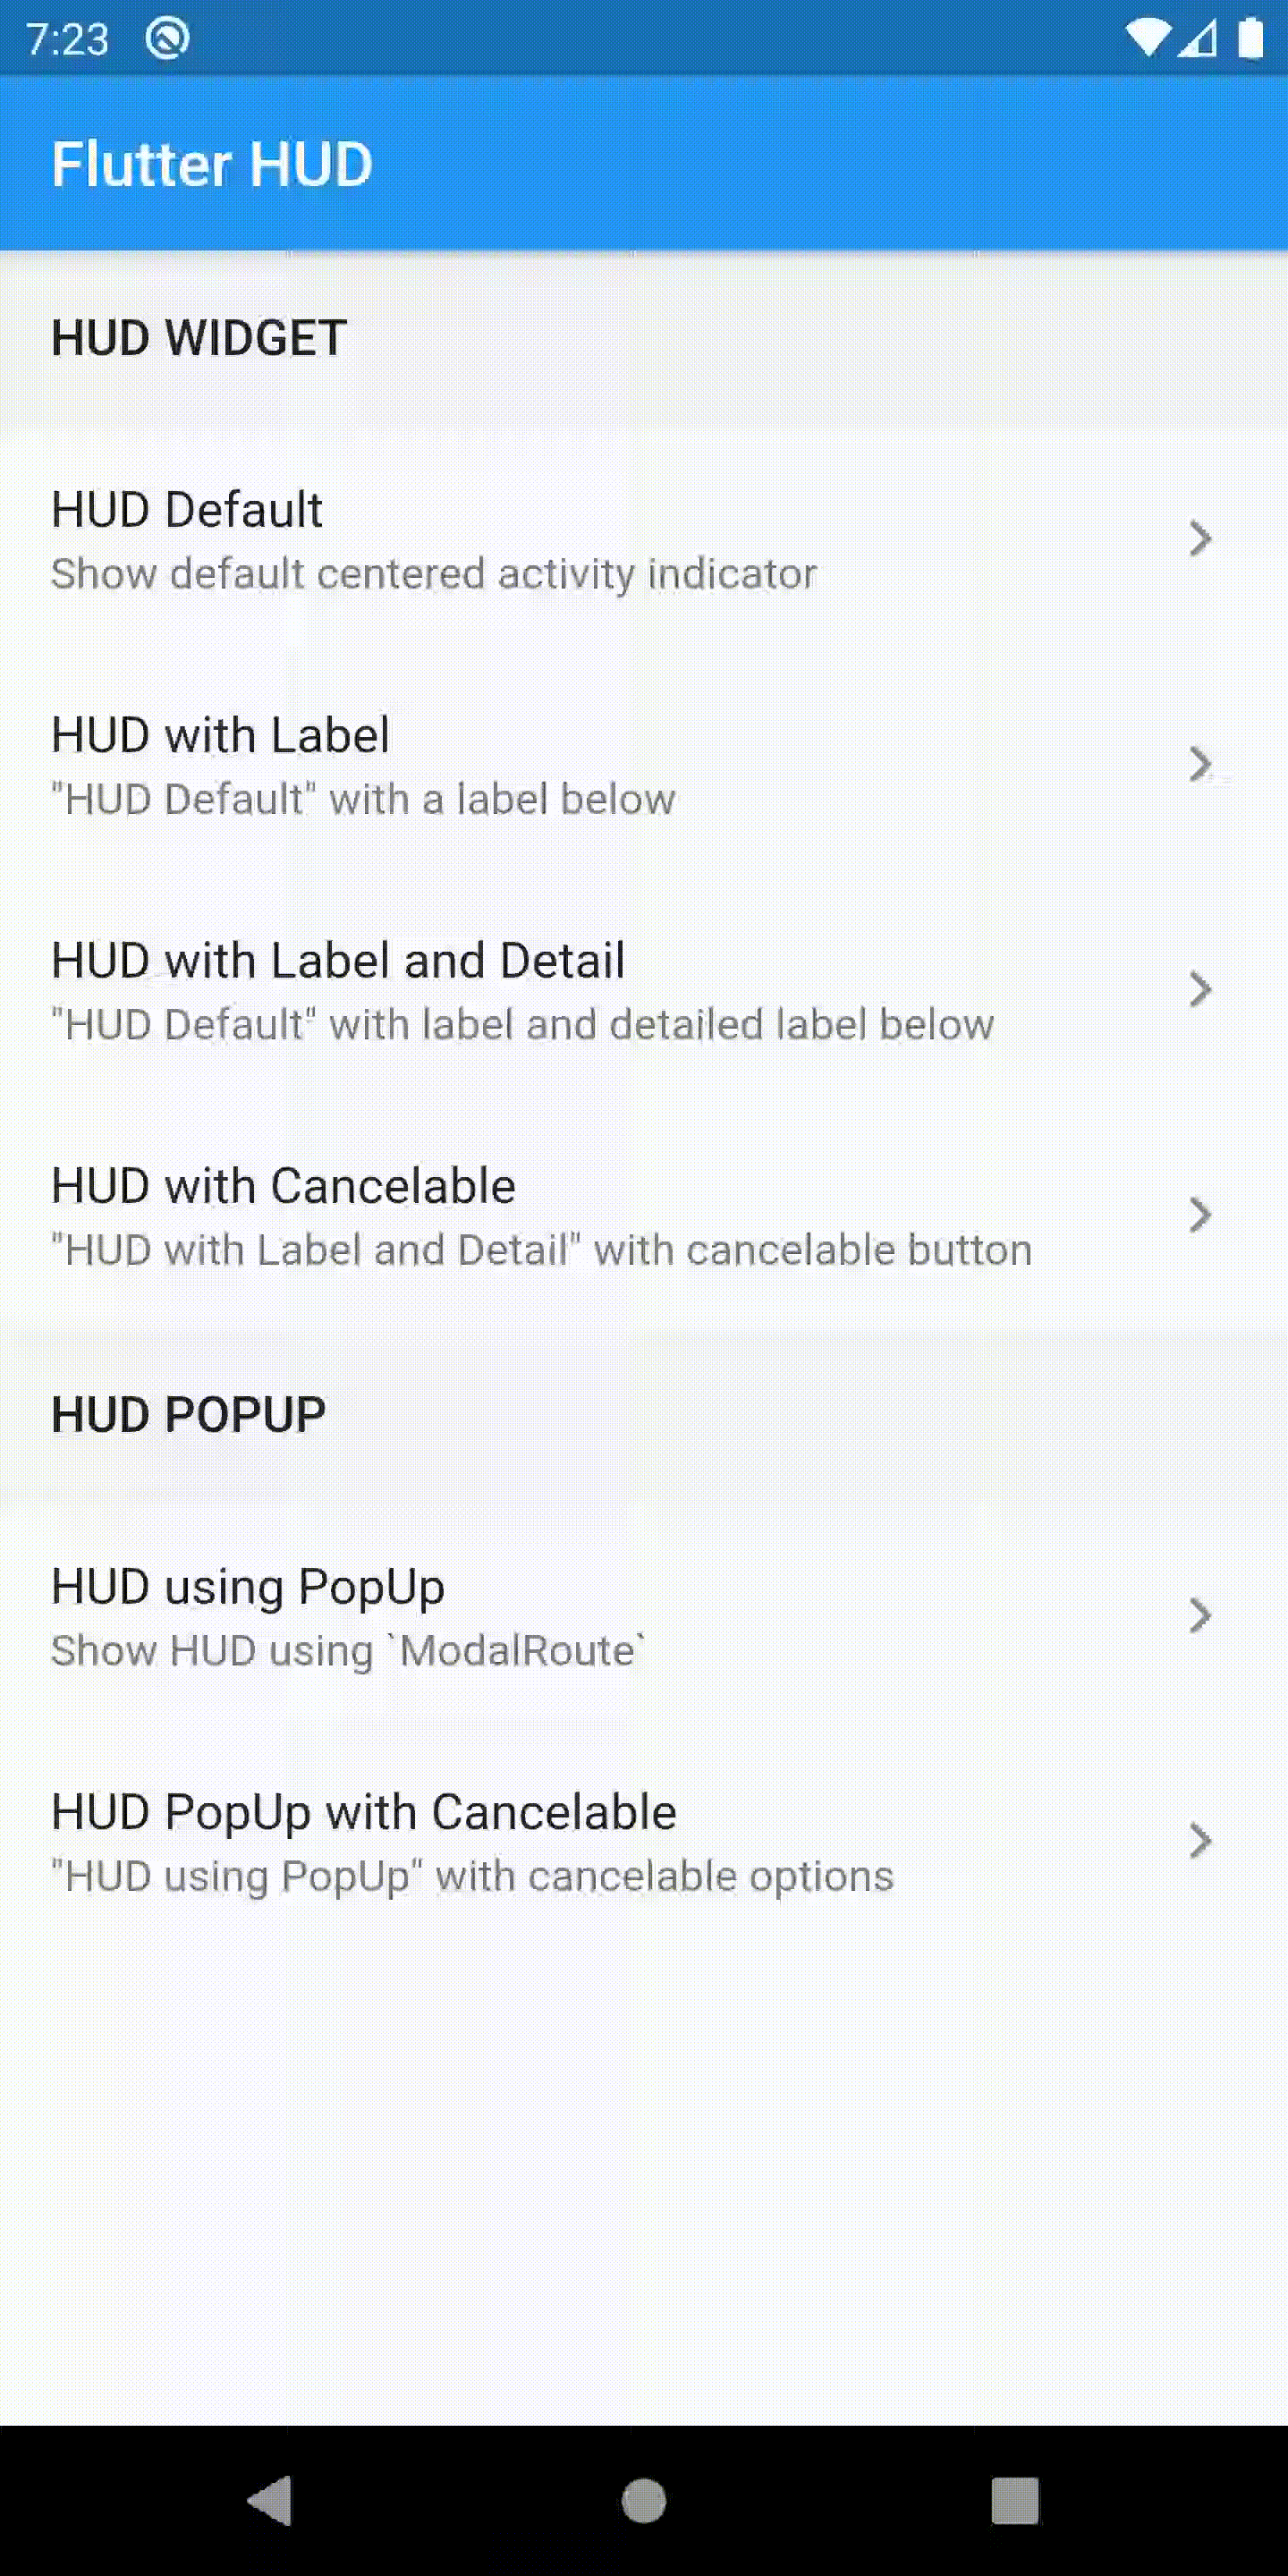 7:23
Flutter HUD
HUD WIDGET
HUD Default
Show default centered activity indicator
HUD with Label
"HUD Default" with a label below
HUD with Label and Detail
"HUD Default" with label and detailed label below
HUD with Cancelable
"HUD with Label and Detail" with cancelable button
HUD POPUP
HUD using PopUp
Show HUD using `ModalRoute`
HUD PopUp with Cancelable
"HUD using PopUp" with cancelable options